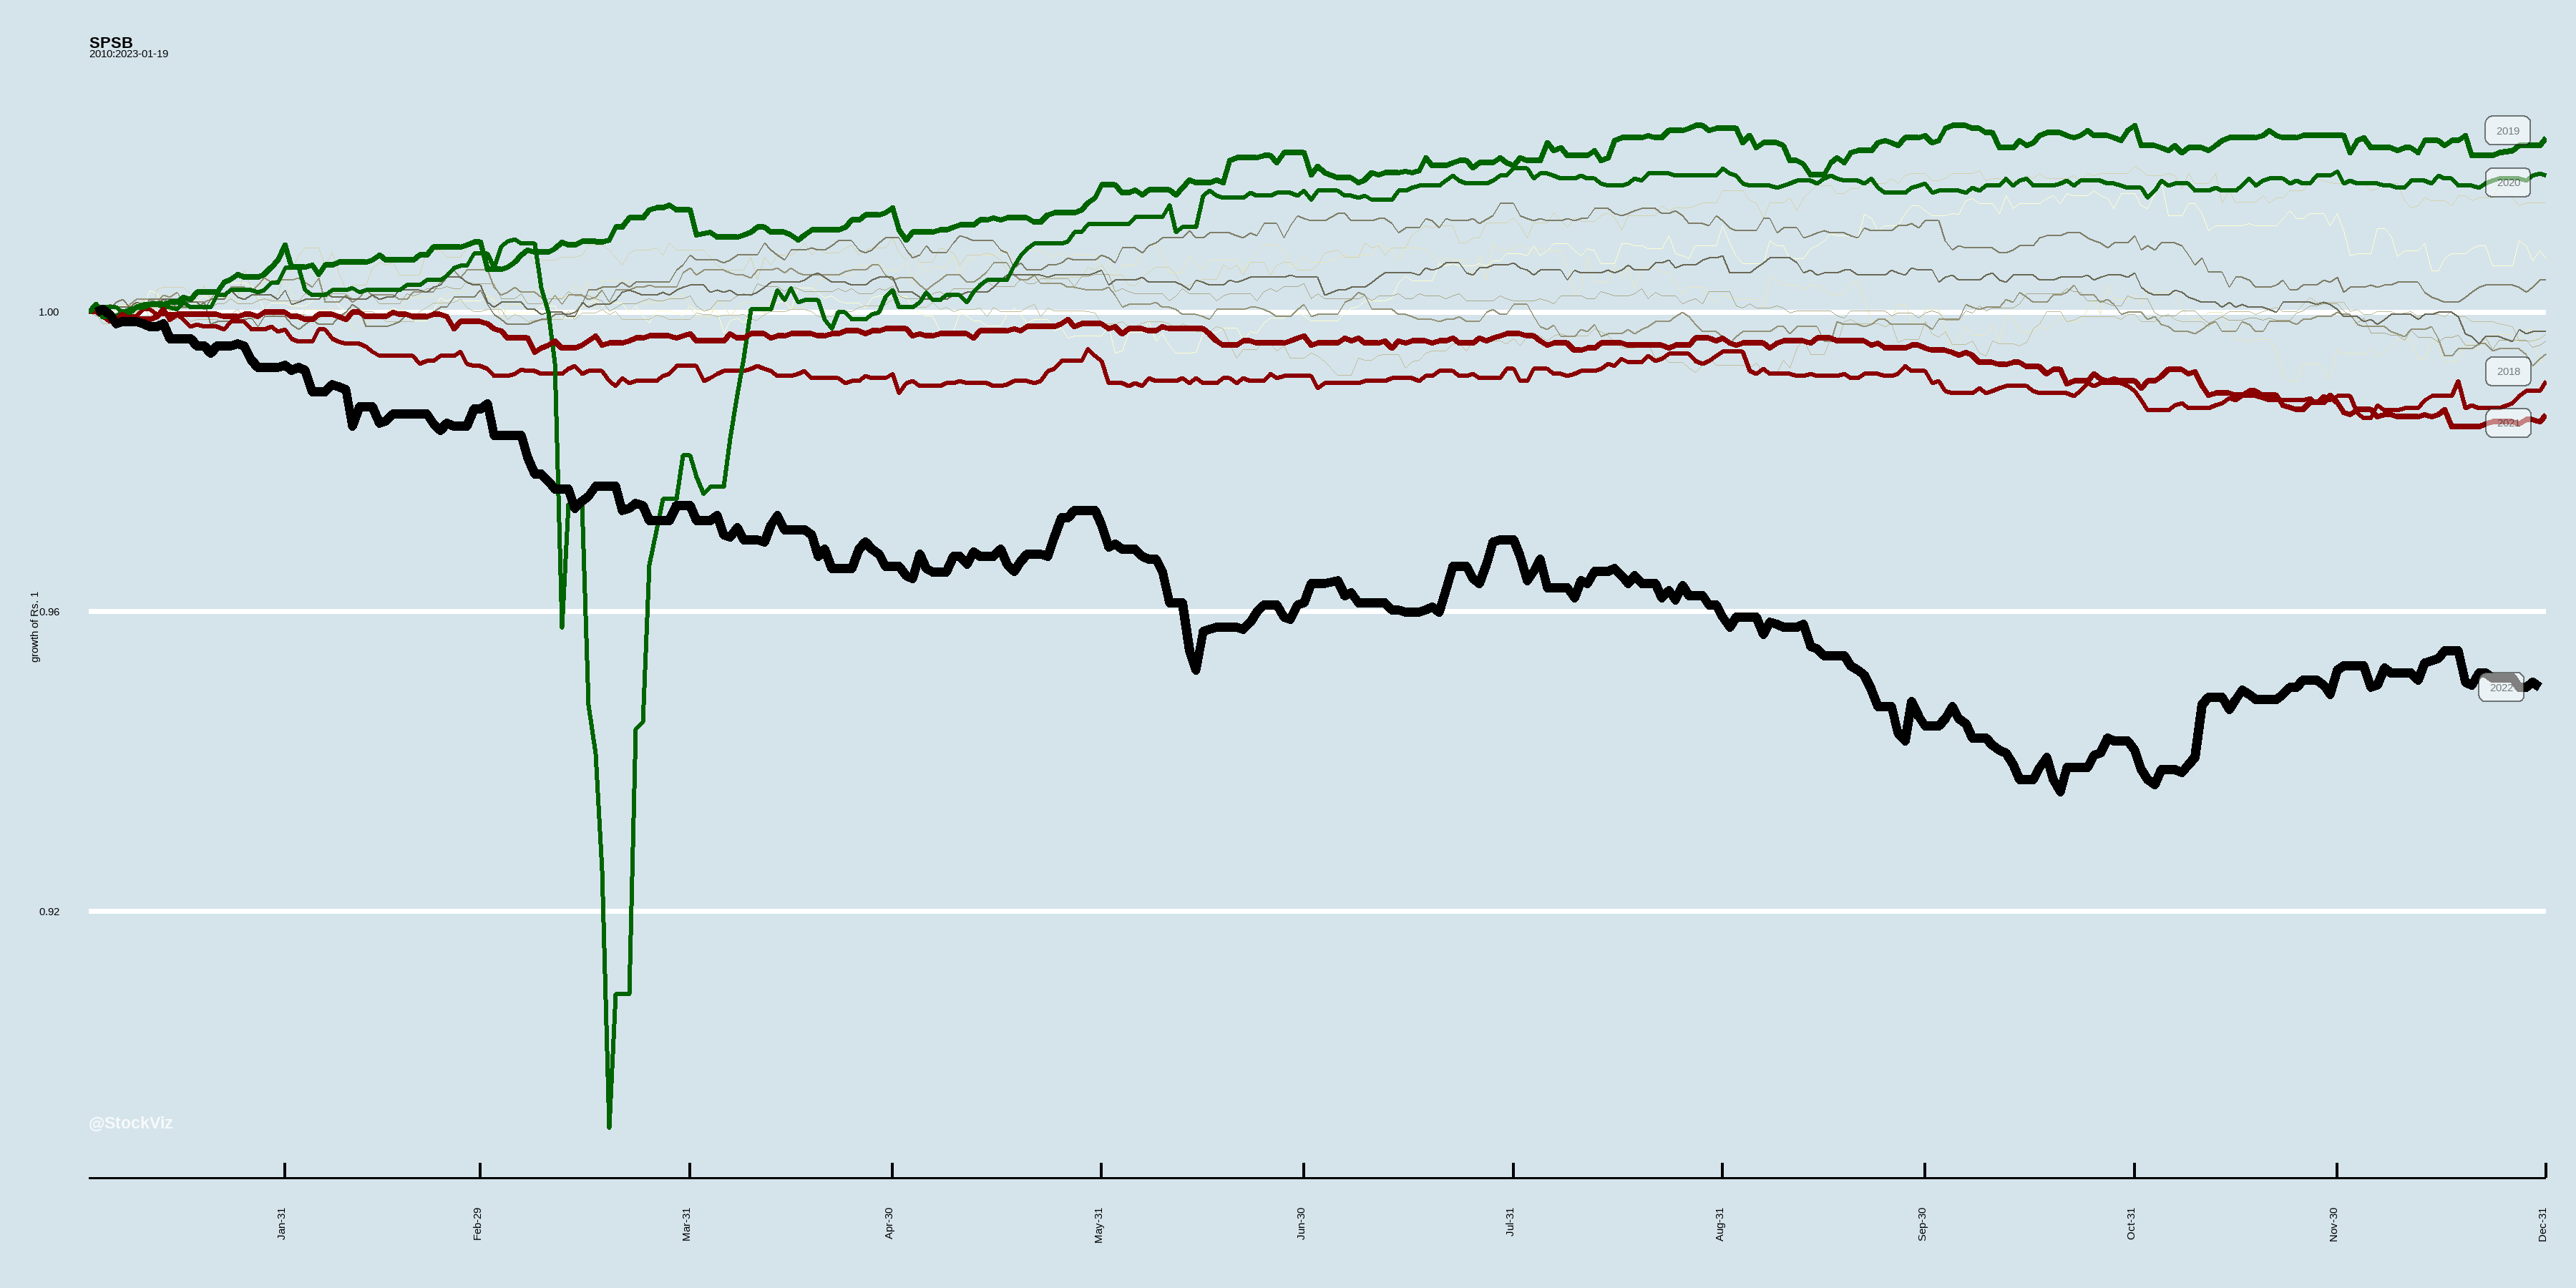 SPSB
2010:2023-01-19
2019
2020
1.00
2018
2021
growth of Rs. 1
0.96
2022
0.92
@StockViz
Jan-31
Feb-29
Mar-31
Apr-30
May-31
Jun-30
Jul-31
Aug-31
Sep-30
Oct-31
Nov-30
Dec-31